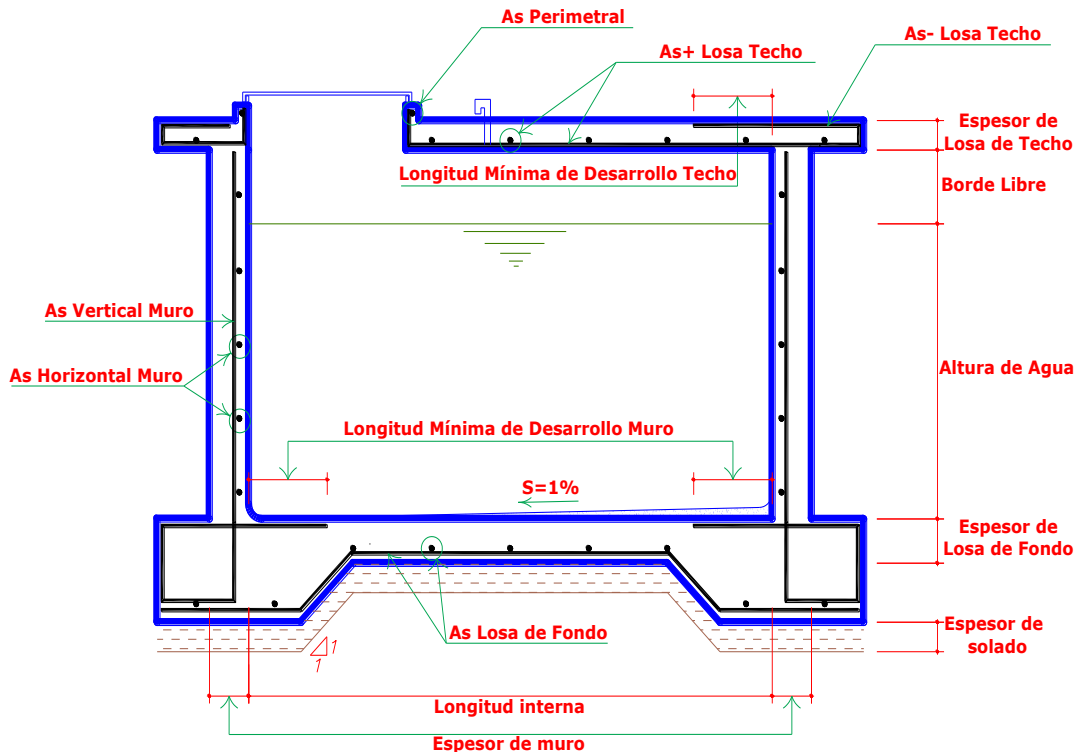 As Perimetral
As+ Losa Techo
As- Losa Techo
Espesor de
Losa de Techo
Longitud Mínima de Desarrollo Techo
Borde Libre
As Vertical Muro
As Horizontal Muro
Altura de Agua
Longitud Mínima de Desarrollo Muro
S=1%
Espesor de
Losa de Fondo
As Losa de Fondo
Espesor de
solado
1
1
Longitud interna
Espesor de muro